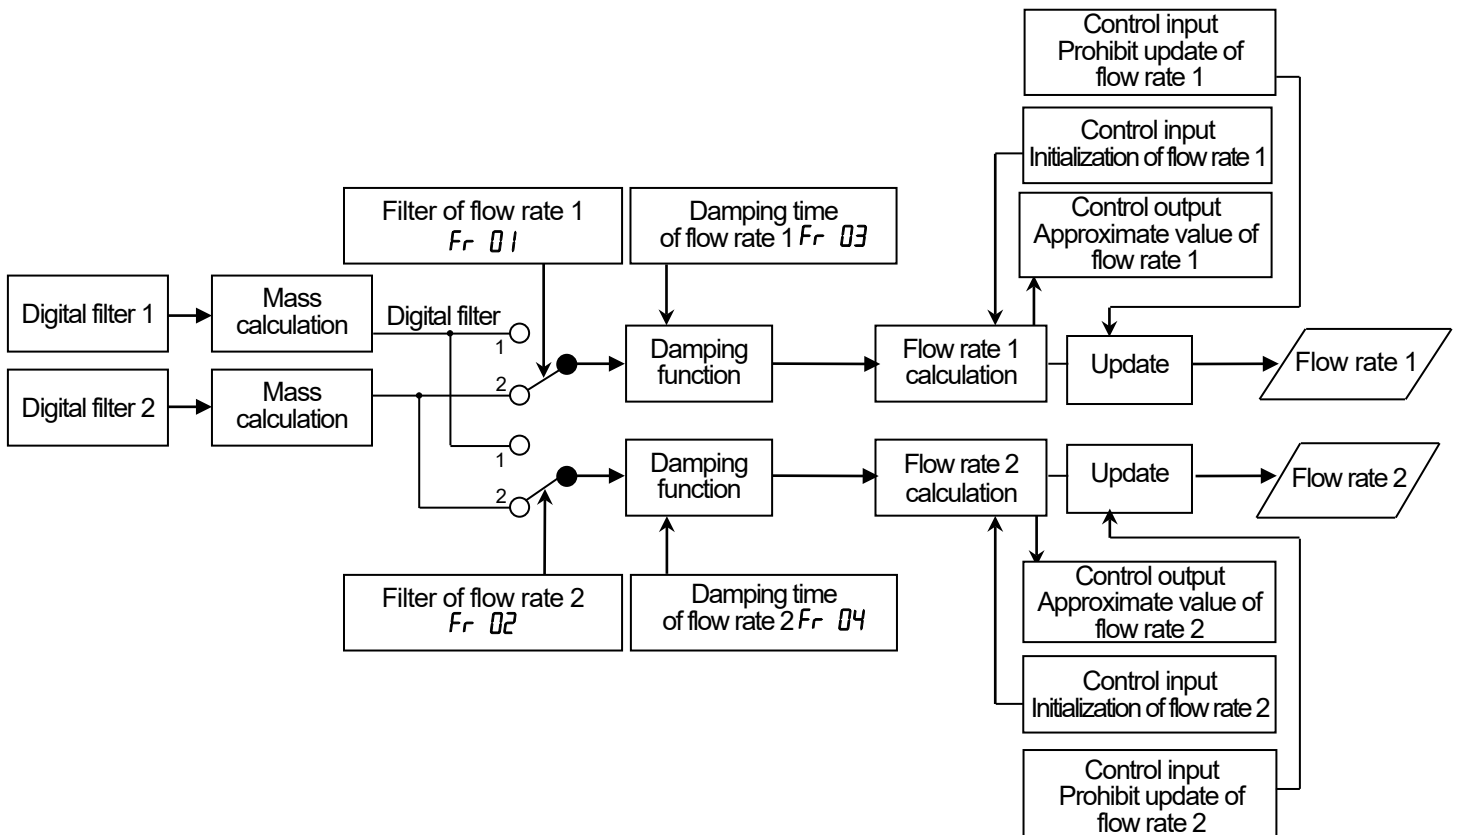 Control input
Prohibit update of
flow rate 1
Control input
Initialization of flow rate 1
Filter of flow rate 1
Fr 01
Damping time
of flow rate 1 Fr 03
Control output
Approximate value of
flow rate 1
Digital filter 1
Mass
calculation
Digital filter
1
2
Damping
function
Flow rate 1
calculation
Update
Flow rate 1
Digital filter 2
Mass
calculation
1
2
Damping
function
Flow rate 2
calculation
Update
Flow rate 2
Filter of flow rate 2
Fr 02
Damping time
of flow rate 2 Fr 04
Control output
Approximate value of
flow rate 2
Control input
Initialization of flow rate 2
Control input
Prohibit update of
flow rate 2